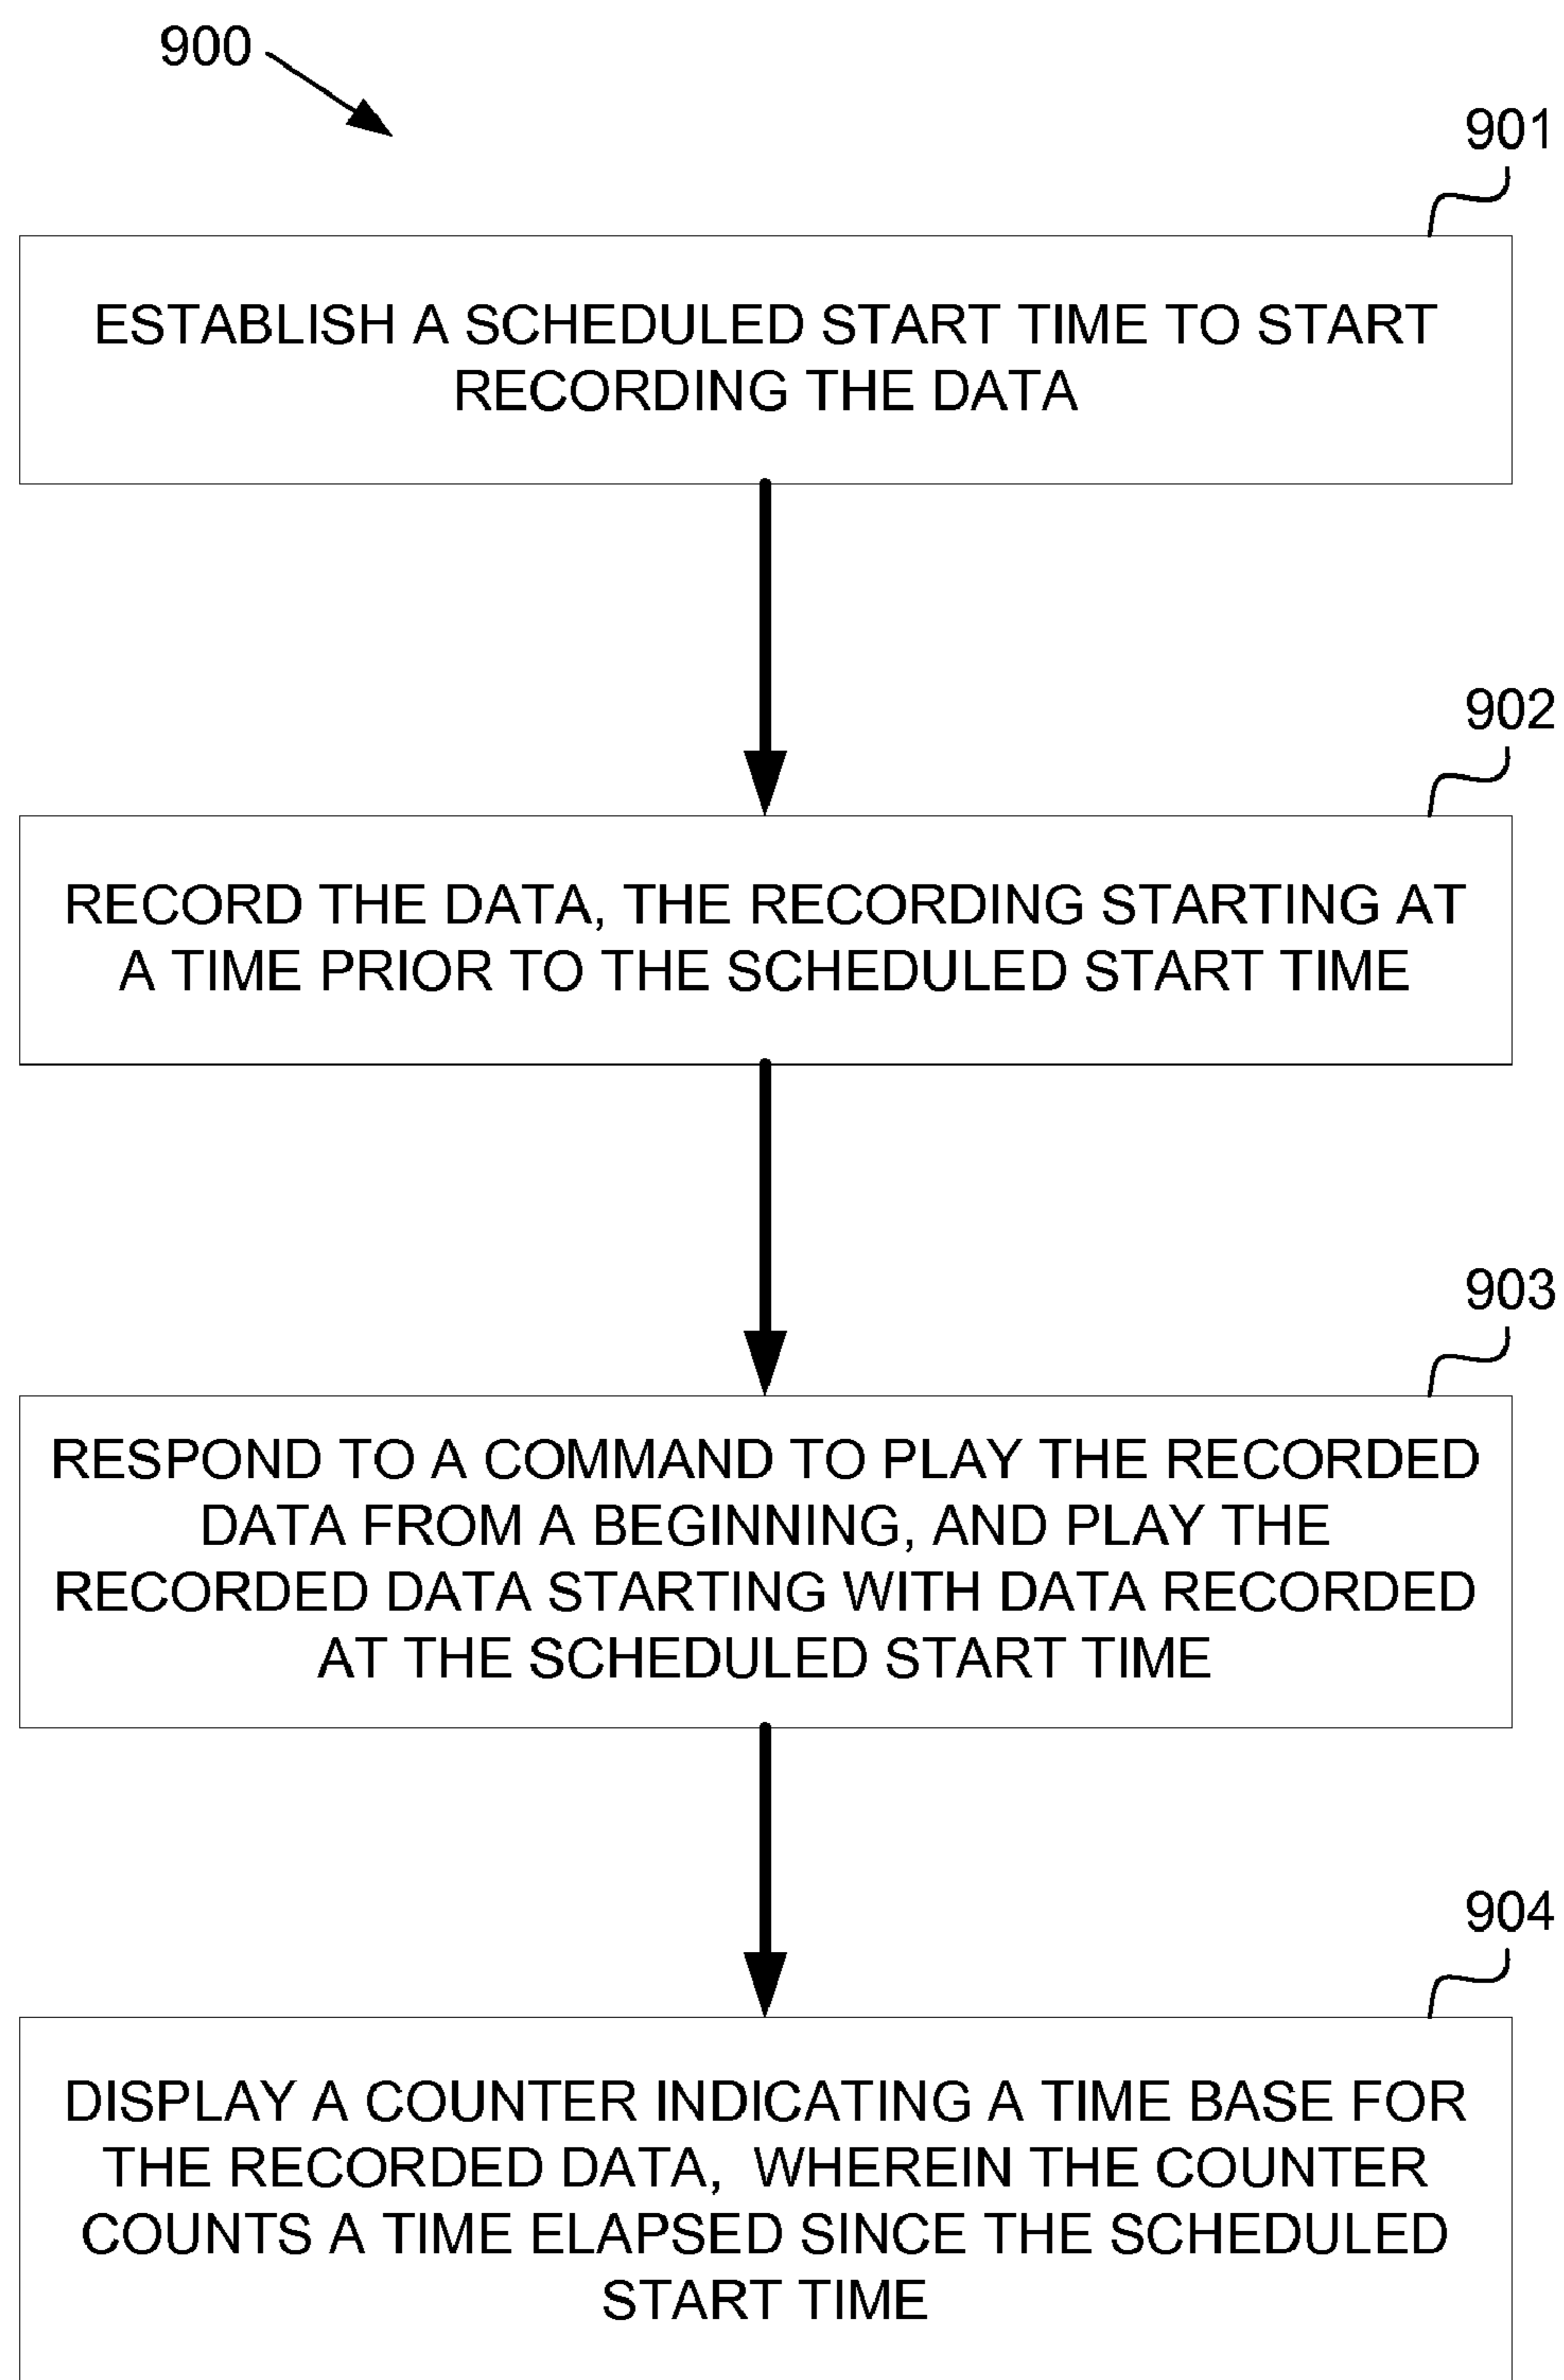 900
901
ESTABLISH A SCHEDULED START TIME TO START
RECORDING THE DATA
902
RECORD THE DATA, THE RECORDING STARTING AT
A TIME PRIOR TO THE SCHEDULED START TIME
903
RESPOND TO A COMMAND TO PLAY THE RECORDED
DATA FROM A BEGINNING, AND PLAY THE
RECORDED DATA STARTING WITH DATA RECORDED
AT THE SCHEDULED START TIME
904
DISPLAY A COUNTER INDICATING A TIME BASE FOR
THE RECORDED DATA, WHEREIN THE COUNTER
COUNTS A TIME ELAPSED SINCE THE SCHEDULED
START TIME